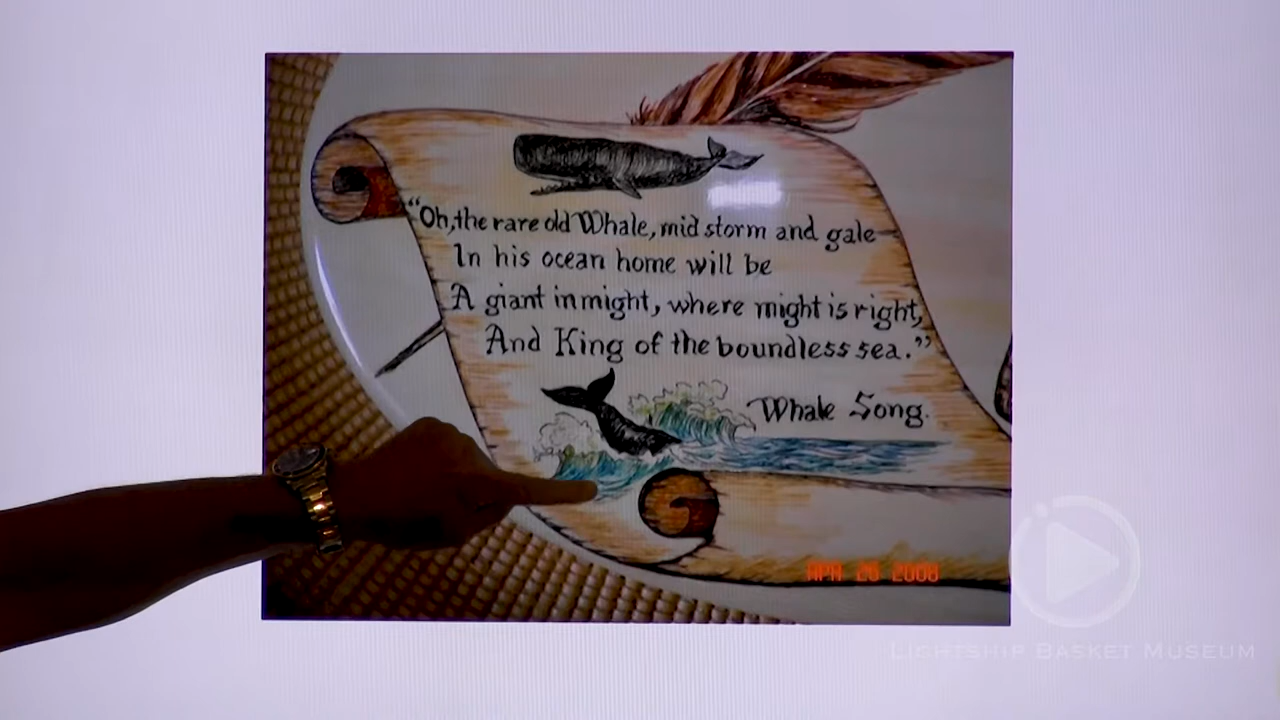 “Oh, the rare old Whale, mid storm and gale
In his ocean home will be
A giant in might, where might is right,
And King of the boundless sea.”
Whale Song.
APR 26 2008
LIGHTSHIP BASKET MUSEUM